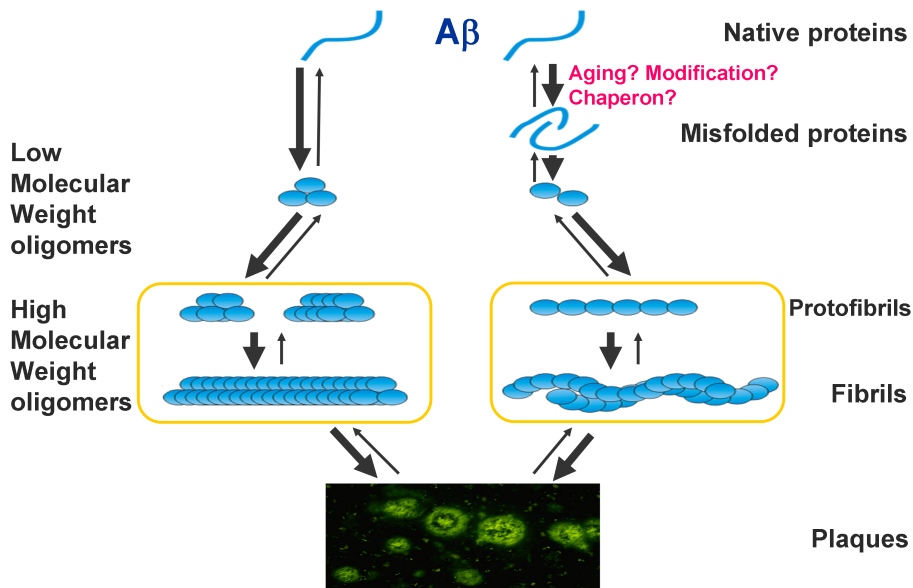 Aβ
Native proteins
Aging? Modification?
Chaperon?
Misfolded proteins
Low
Molecular
Weight
oligomers
High
Molecular
Weight
oligomers
Protofibrils
Fibrils
Plaques